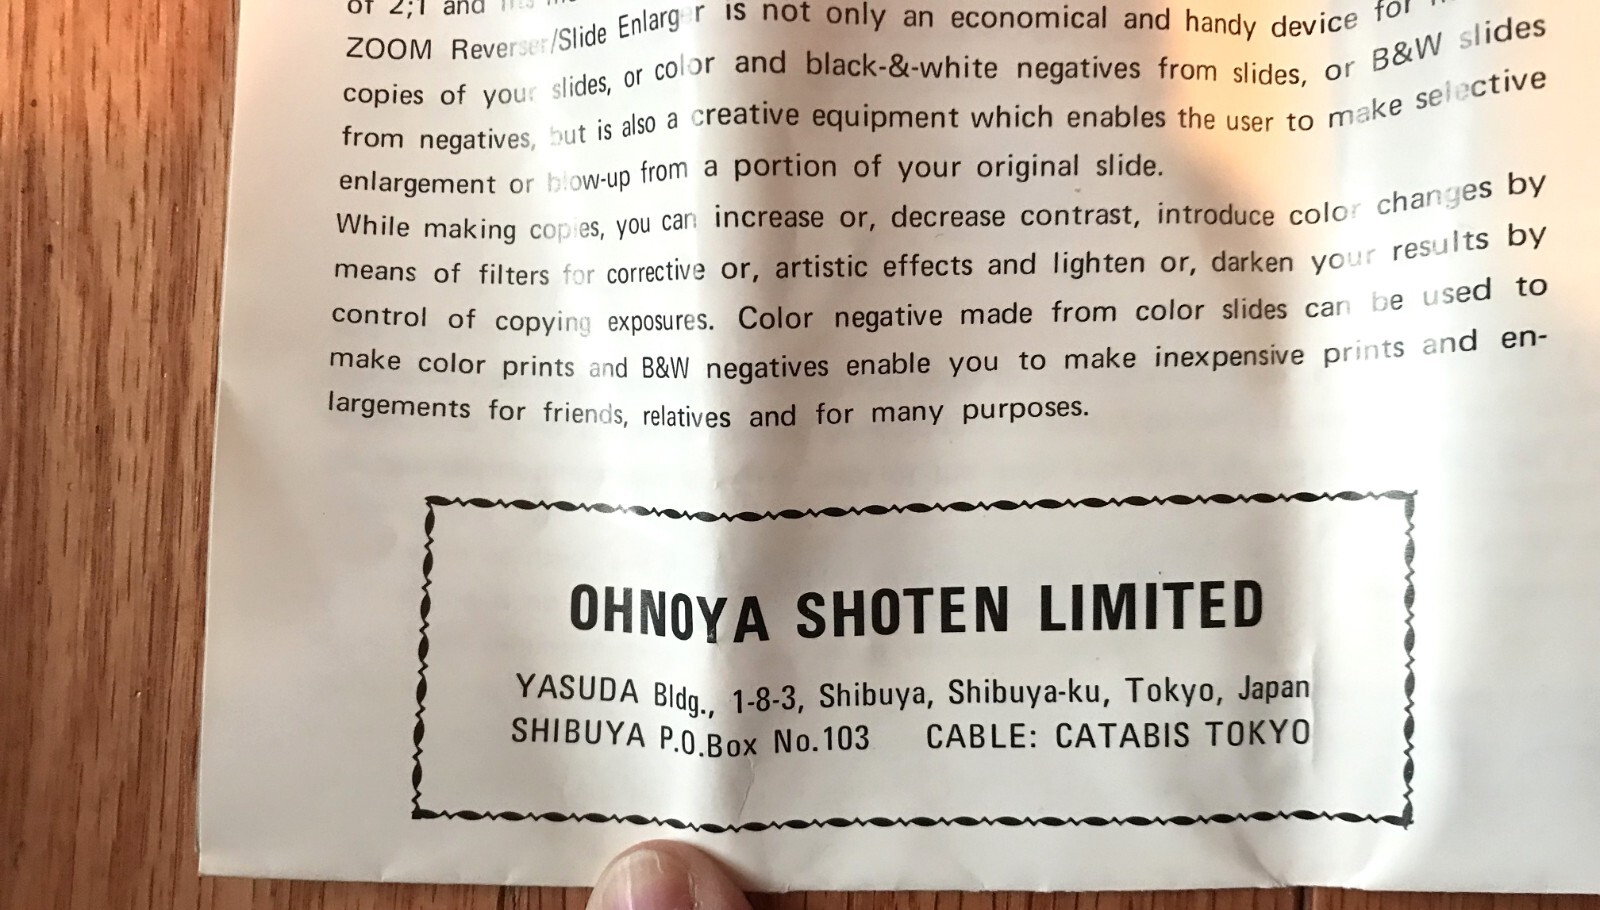 of 2;1 and
ZOOM Reverser/Slide Enlarger is not only an economical and handy device for
copies of your slides, or color and black-&-white negatives from slides, or B&W slides
from negatives, but is also a creative equipment which enables the user to make selective
enlargement or blow-up from a portion of your original slide.
While making copies, you can increase or, decrease contrast, introduce color changes by
means of filters for corrective or, artistic effects and lighten or, darken your results by
control of copying exposures. Color negative made from color slides can be used to
make color prints and B&W negatives enable you to make inexpensive prints and en-
largements for friends, relatives and for many purposes.
OHNOYA SHOTEN LIMITED
YASUDA Bldg., 1-8-3, Shibuya, Shibuya-ku, Tokyo, Japan
SHIBUYA P.O.Box No.103 CABLE: CATABIS TOKYO